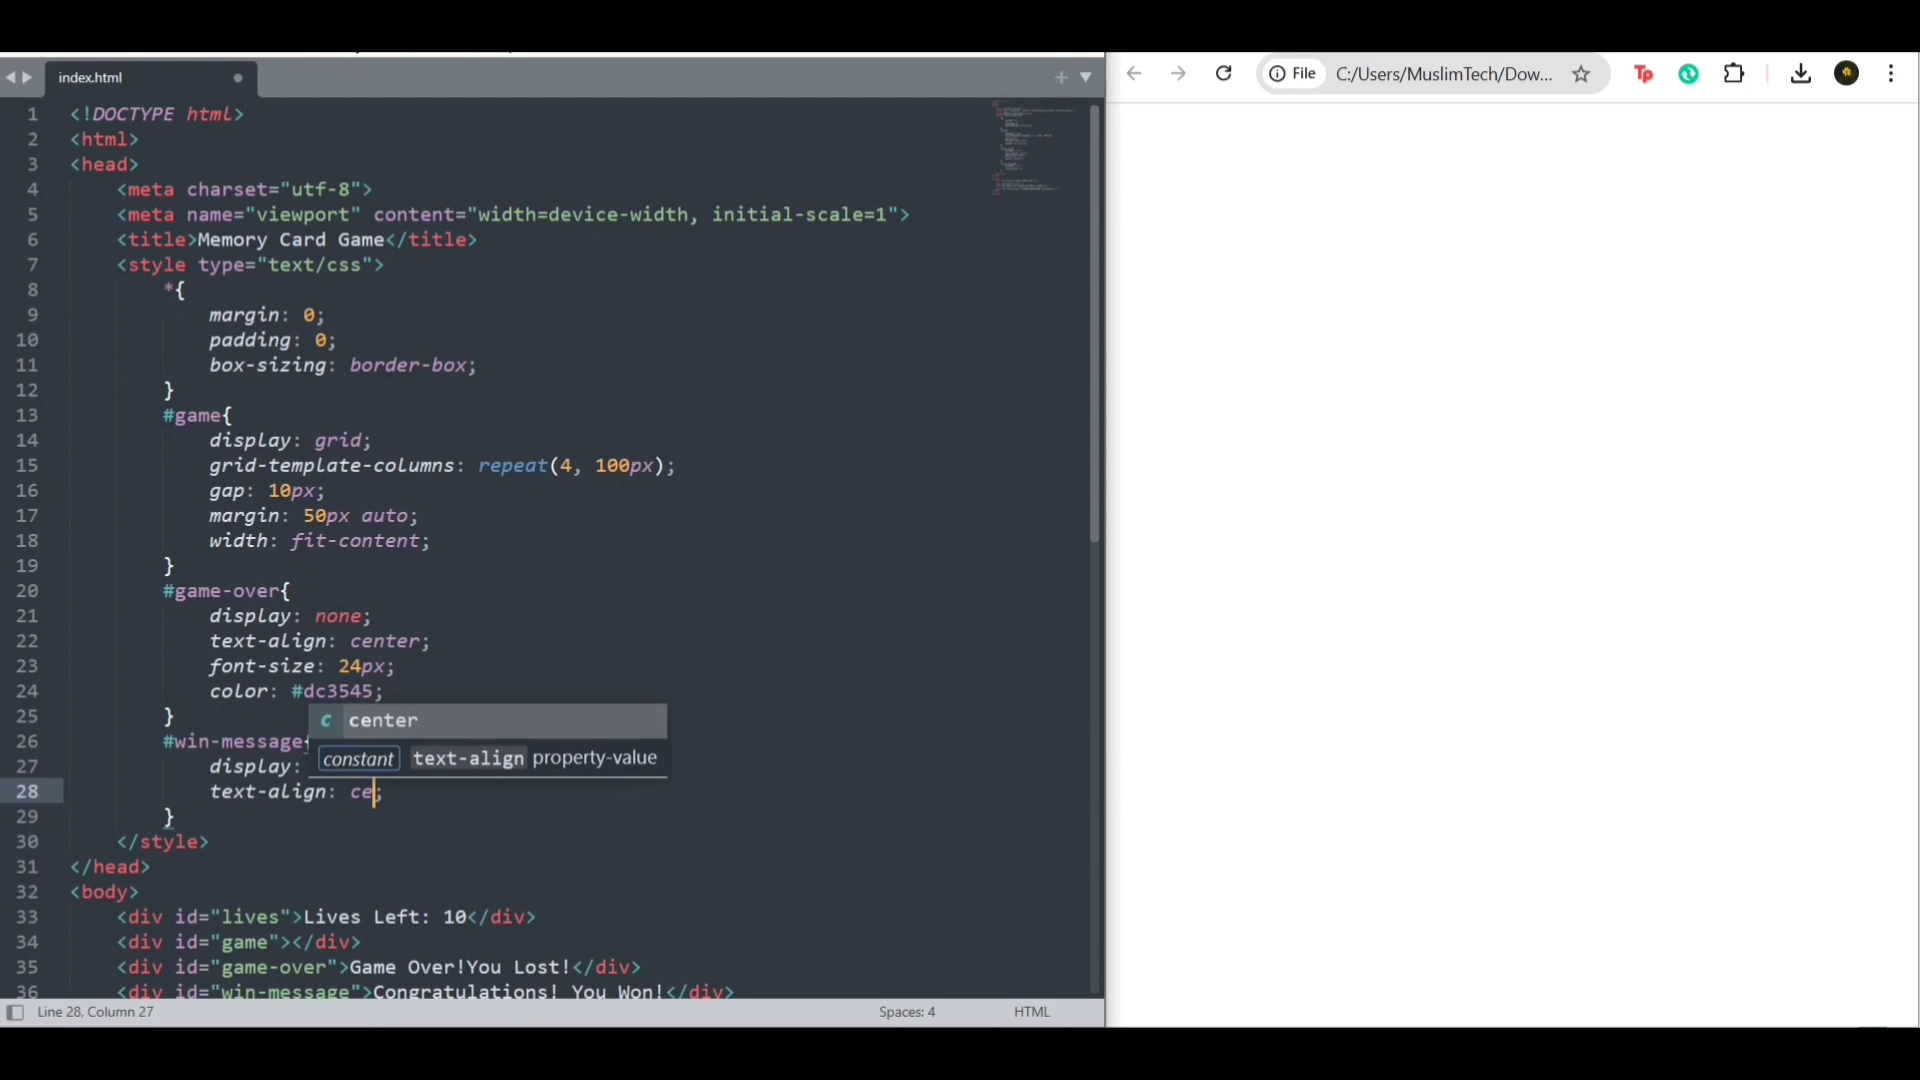 index.html
File C:/Users/MuslimTech/Dow...
1 <!DOCTYPE html>
2 <html>
3 <head>
4 <meta charset="utf-8">
5 <meta name="viewport" content="width=device-width, initial-scale=1">
6 <title>Memory Card Game</title>
7 <style type="text/css">
8 *{
9 margin: 0;
10 padding: 0;
11 box-sizing: border-box;
12 }
13 #game{
14 display: grid;
15 grid-template-columns: repeat(4, 100px);
16 gap: 10px;
17 margin: 50px auto;
18 width: fit-content;
19 }
20 #game-over{
21 display: none;
22 text-align: center;
23 font-size: 24px;
24 color: #dc3545;
25 }
c center
26 #win-message{
constant text-align property-value
27 display:
28 text-align: ce;
29 }
30 </style>
31 </head>
32 <body>
33 <div id="lives">Lives Left: 10</div>
34 <div id="game"></div>
35 <div id="game-over">Game Over!You Lost!</div>
36 <div id="win-message">Congratulations! You Won!</div>
Line 28, Column 27
Spaces: 4
HTML
Tp